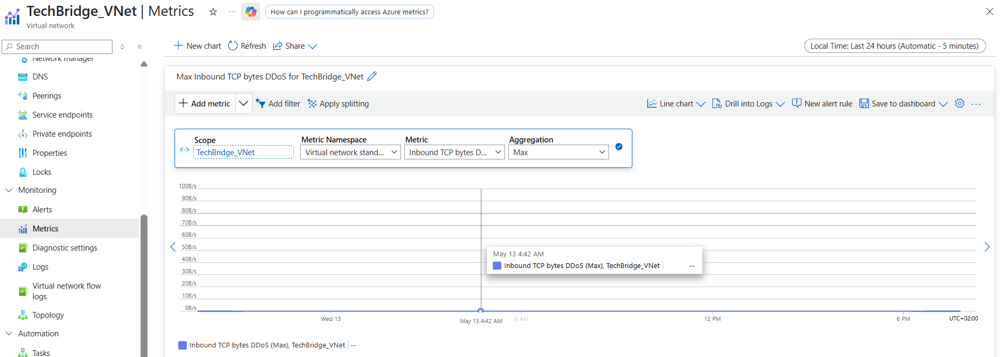 TechBridge_VNet | Metrics
How can I programmatically access Azure metrics?
Virtual network
Search
New chart
Refresh
Share
Local Time: Last 24 hours (Automatic - 5 minutes)
Network manager
DNS
Peerings
Service endpoints
Private endpoints
Properties
Locks
Monitoring
Alerts
Metrics
Diagnostic settings
Logs
Virtual network flow
logs
Topology
Automation
Tasks
Max Inbound TCP bytes DDoS for TechBridge_VNet
Add metric
Add filter
Apply splitting
Line chart
Drill into Logs
New alert rule
Save to dashboard
Scope
TechBridge_VNet
Metric Namespace
Virtual network stand...
Metric
Inbound TCP bytes D...
Aggregation
Max
100B/s
90B/s
80B/s
70B/s
60B/s
50B/s
40B/s
30B/s
20B/s
10B/s
0B/s
May 13 4:42 AM
Inbound TCP bytes DDoS (Max), TechBridge_VNet --
Wed 13
May 13 4:42 AM
6 AM
12 PM
6 PM
UTC+02:00
Inbound TCP bytes DDoS (Max), TechBridge_VNet --